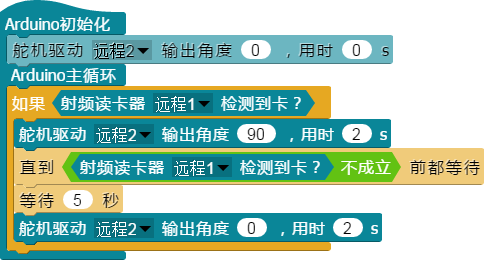 Arduino初始化
舵机驱动 远程2 输出角度 0 ，用时 0 s
Arduino主循环
如果 射频读卡器 远程1 检测到卡？
舵机驱动 远程2 输出角度 90 ，用时 2 s
直到 射频读卡器 远程1 检测到卡？ 不成立 前都等待
等待 5 秒
舵机驱动 远程2 输出角度 0 ，用时 2 s